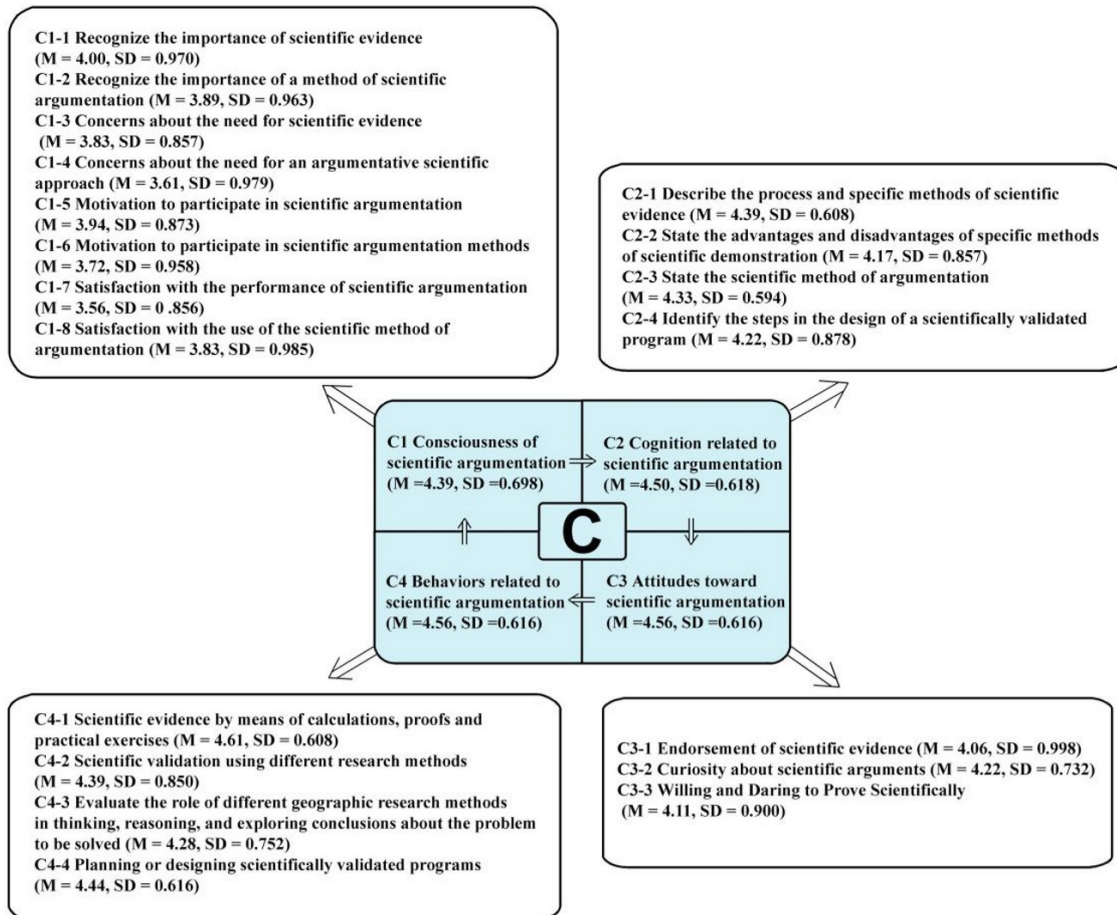 C1-1 Recognize the importance of scientific evidence
(M = 4.00, SD = 0.970)
C1-2 Recognize the importance of a method of scientific
argumentation (M = 3.89, SD = 0.963)
C1-3 Concerns about the need for scientific evidence
(M = 3.83, SD = 0.857)
C1-4 Concerns about the need for an argumentative scientific
approach (M = 3.61, SD = 0.979)
C1-5 Motivation to participate in scientific argumentation
(M = 3.94, SD = 0.873)
C1-6 Motivation to participate in scientific argumentation methods
(M = 3.72, SD = 0.958)
C1-7 Satisfaction with the performance of scientific argumentation
(M = 3.56, SD = 0 .856)
C1-8 Satisfaction with the use of the scientific method of
argumentation (M = 3.83, SD = 0.985)
C2-1 Describe the process and specific methods of scientific
evidence (M = 4.39, SD = 0.608)
C2-2 State the advantages and disadvantages of specific methods
of scientific demonstration (M = 4.17, SD = 0.857)
C2-3 State the scientific method of argumentation
(M = 4.33, SD = 0.594)
C2-4 Identify the steps in the design of a scientifically validated
program (M = 4.22, SD = 0.878)
C1 Consciousness of
scientific argumentation
(M =4.39, SD =0.698)
C2 Cognition related to
scientific argumentation
(M =4.50, SD =0.618)
C
C4 Behaviors related to
scientific argumentation
(M =4.56, SD =0.616)
C3 Attitudes toward
scientific argumentation
(M =4.56, SD =0.616)
C4-1 Scientific evidence by means of calculations, proofs and
practical exercises (M = 4.61, SD = 0.608)
C4-2 Scientific validation using different research methods
(M = 4.39, SD = 0.850)
C4-3 Evaluate the role of different geographic research methods
in thinking, reasoning, and exploring conclusions about the problem
to be solved (M = 4.28, SD = 0.752)
C4-4 Planning or designing scientifically validated programs
(M = 4.44, SD = 0.616)
C3-1 Endorsement of scientific evidence (M = 4.06, SD = 0.998)
C3-2 Curiosity about scientific arguments (M = 4.22, SD = 0.732)
C3-3 Willing and Daring to Prove Scientifically
(M = 4.11, SD = 0.900)